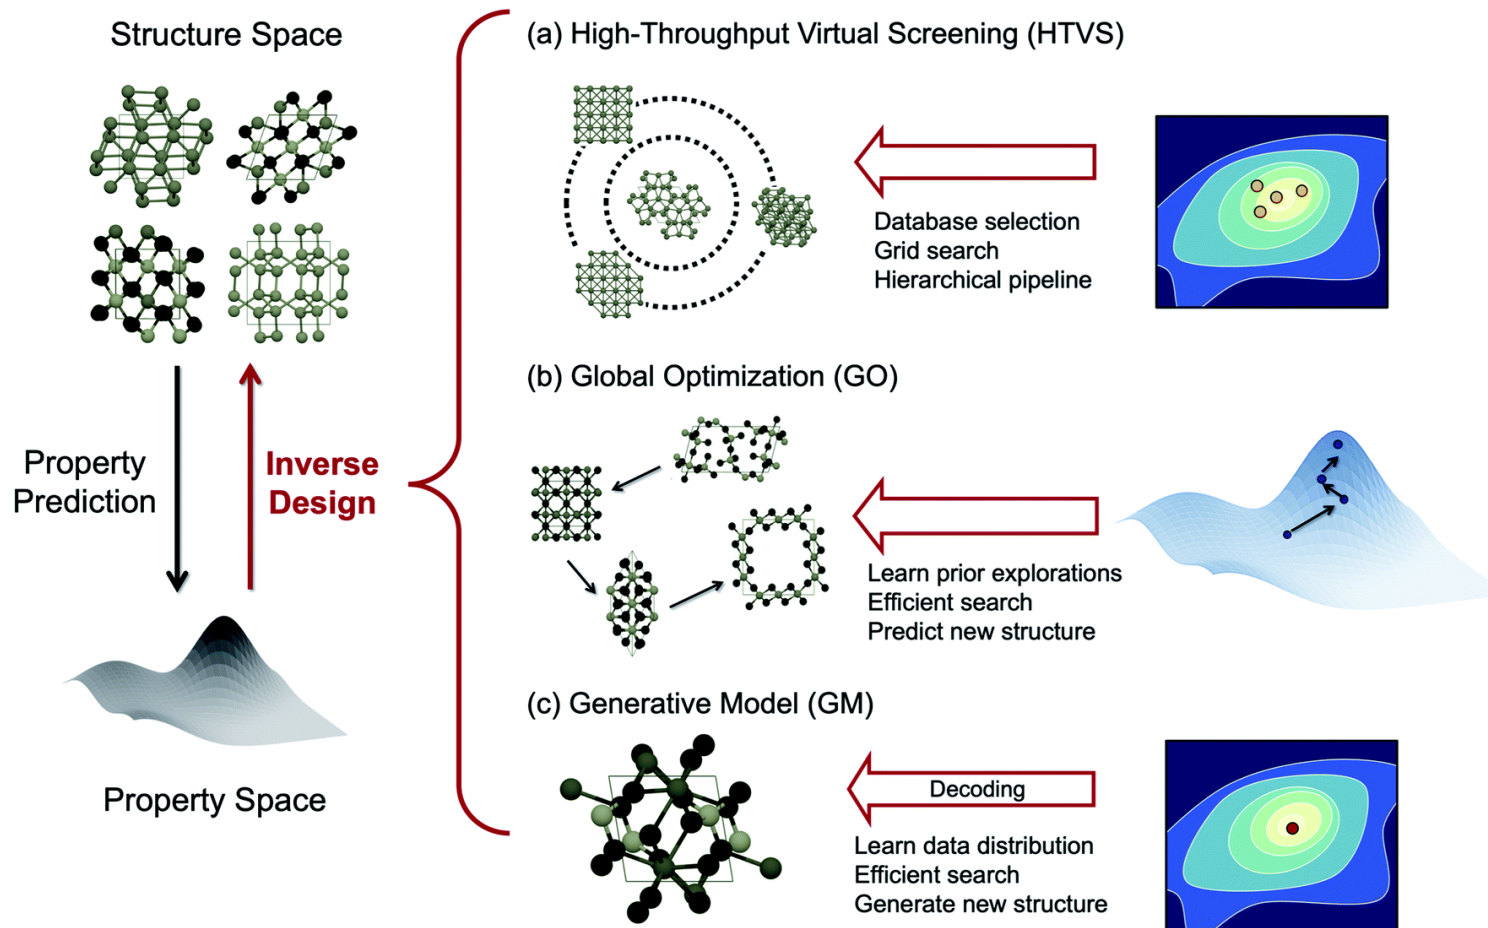 Structure Space
Property
Prediction
Inverse
Design
Property Space
(a) High-Throughput Virtual Screening (HTVS)
Database selection
Grid search
Hierarchical pipeline
(b) Global Optimization (GO)
Learn prior explorations
Efficient search
Predict new structure
(c) Generative Model (GM)
Decoding
Learn data distribution
Efficient search
Generate new structure